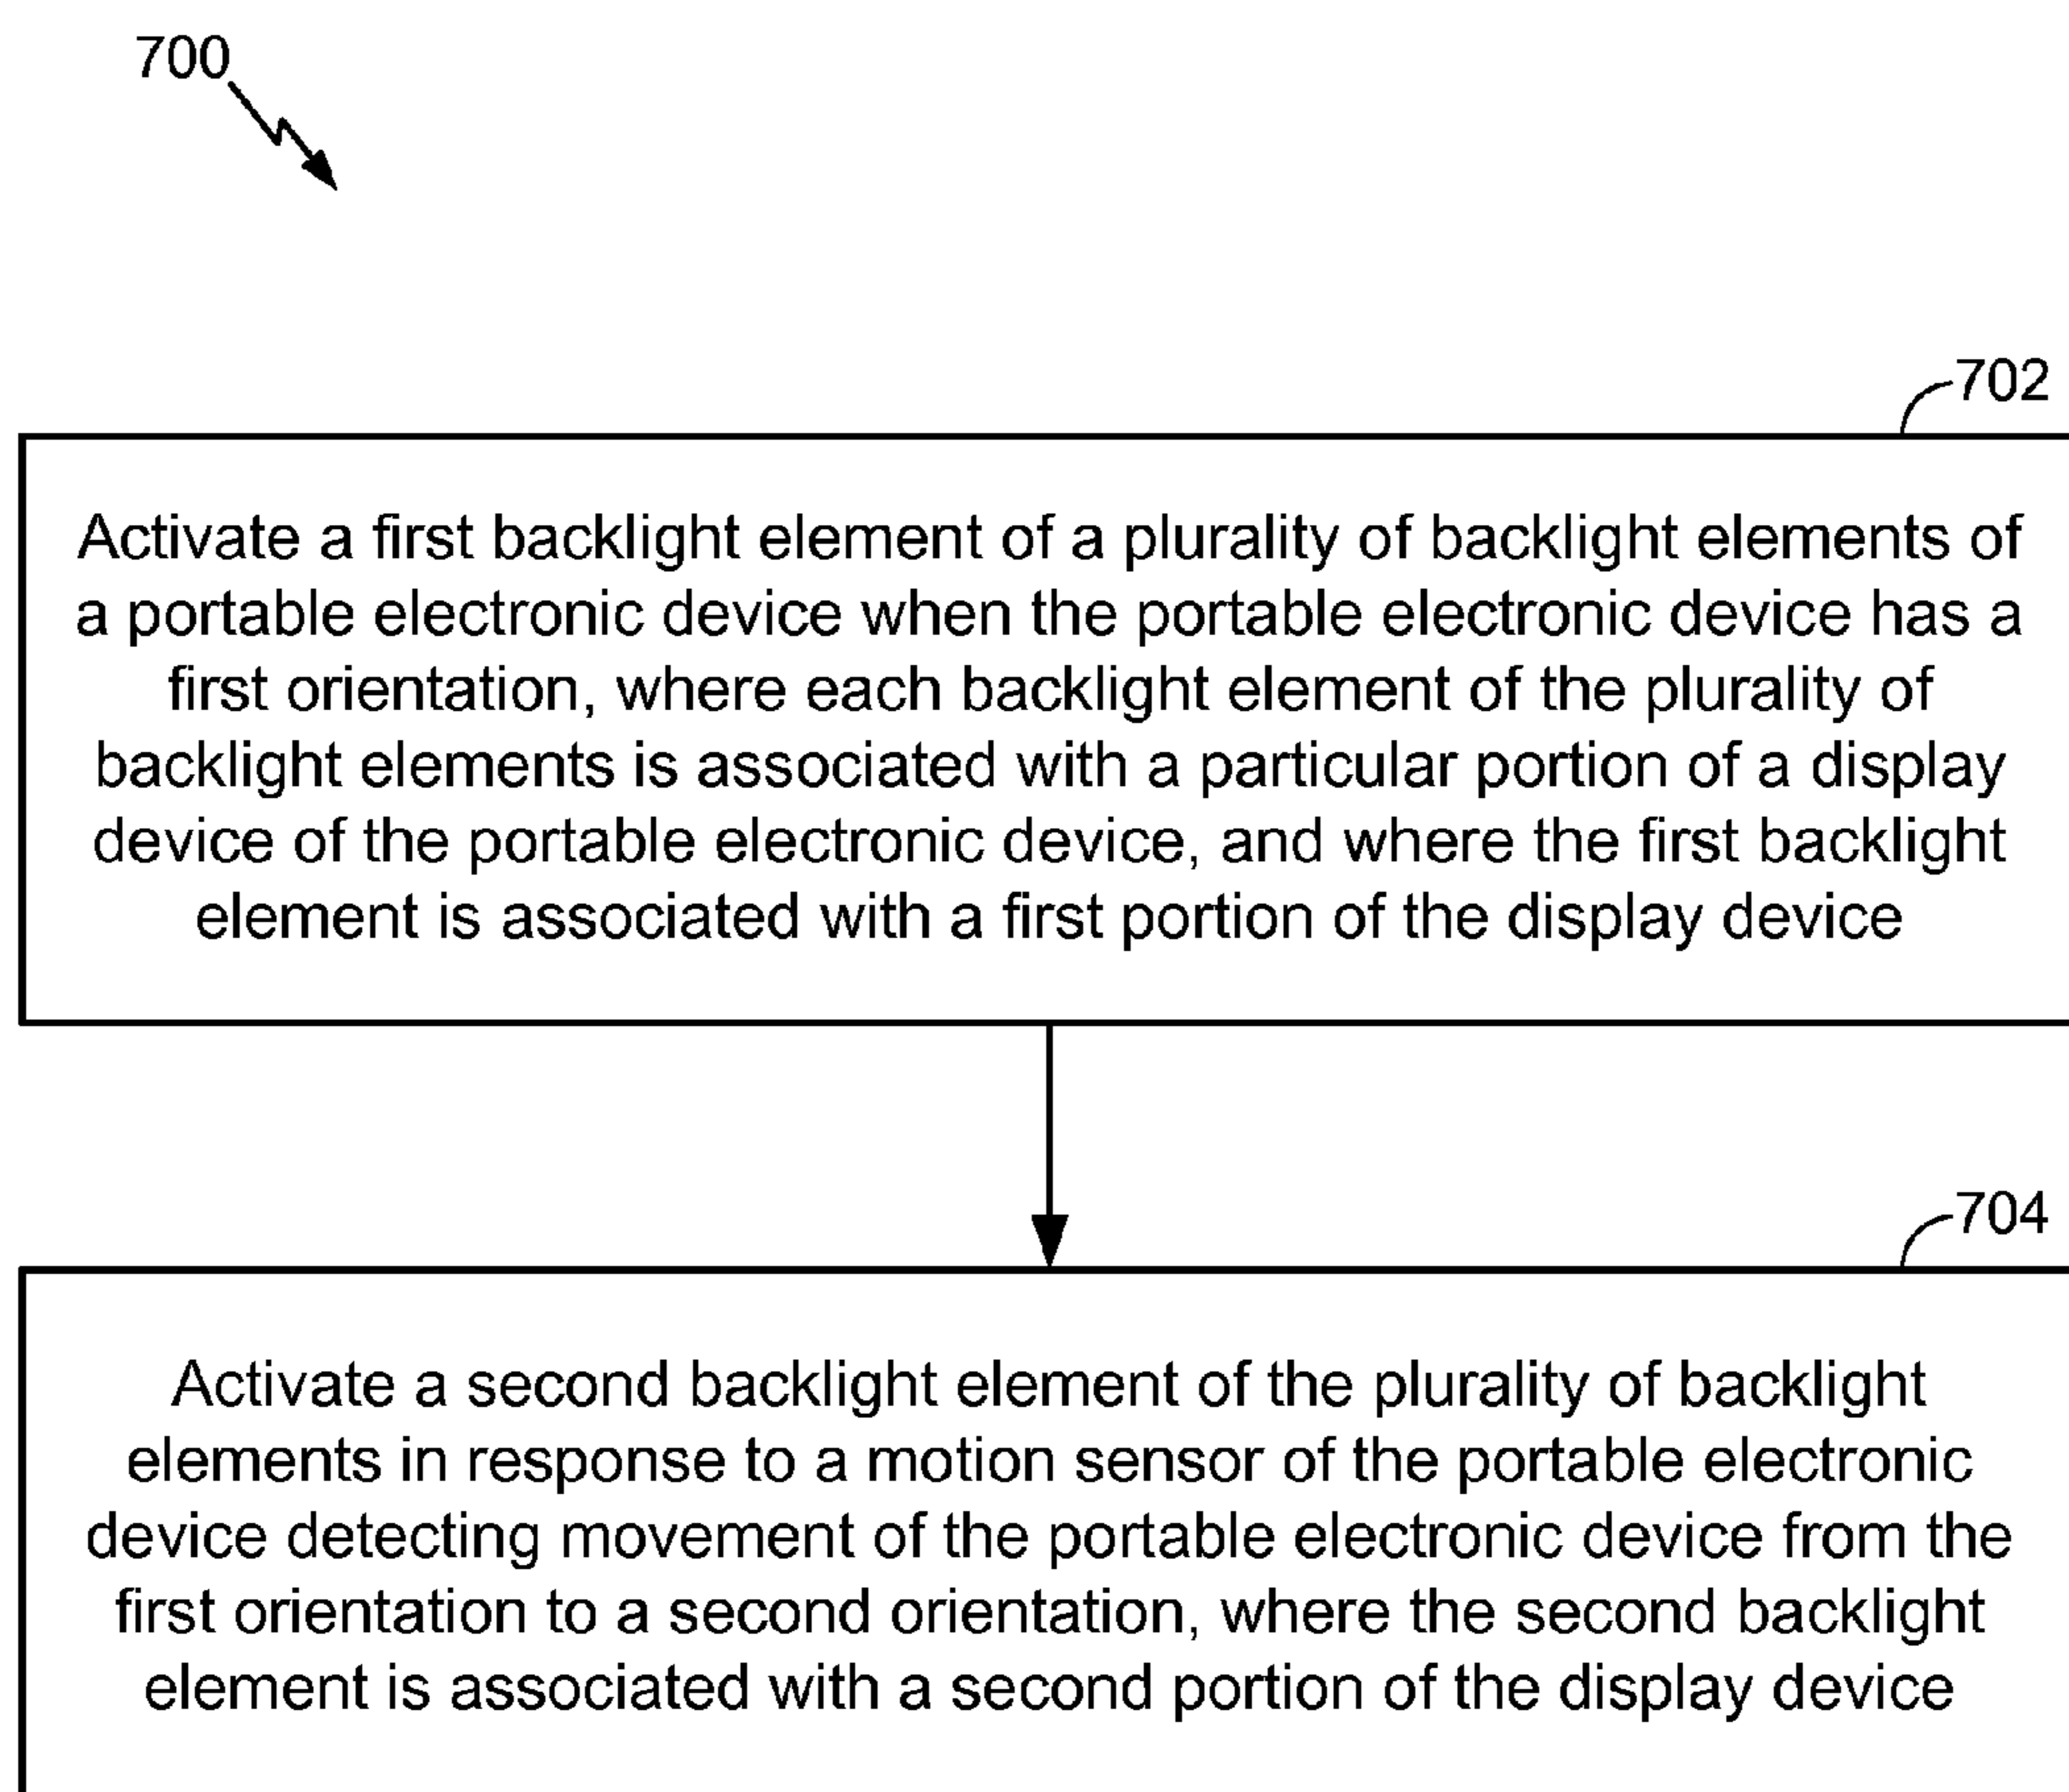 700
702
Activate a first backlight element of a plurality of backlight elements of
a portable electronic device when the portable electronic device has a
first orientation, where each backlight element of the plurality of
backlight elements is associated with a particular portion of a display
device of the portable electronic device, and where the first backlight
element is associated with a first portion of the display device
704
Activate a second backlight element of the plurality of backlight
elements in response to a motion sensor of the portable electronic
device detecting movement of the portable electronic device from the
first orientation to a second orientation, where the second backlight
element is associated with a second portion of the display device